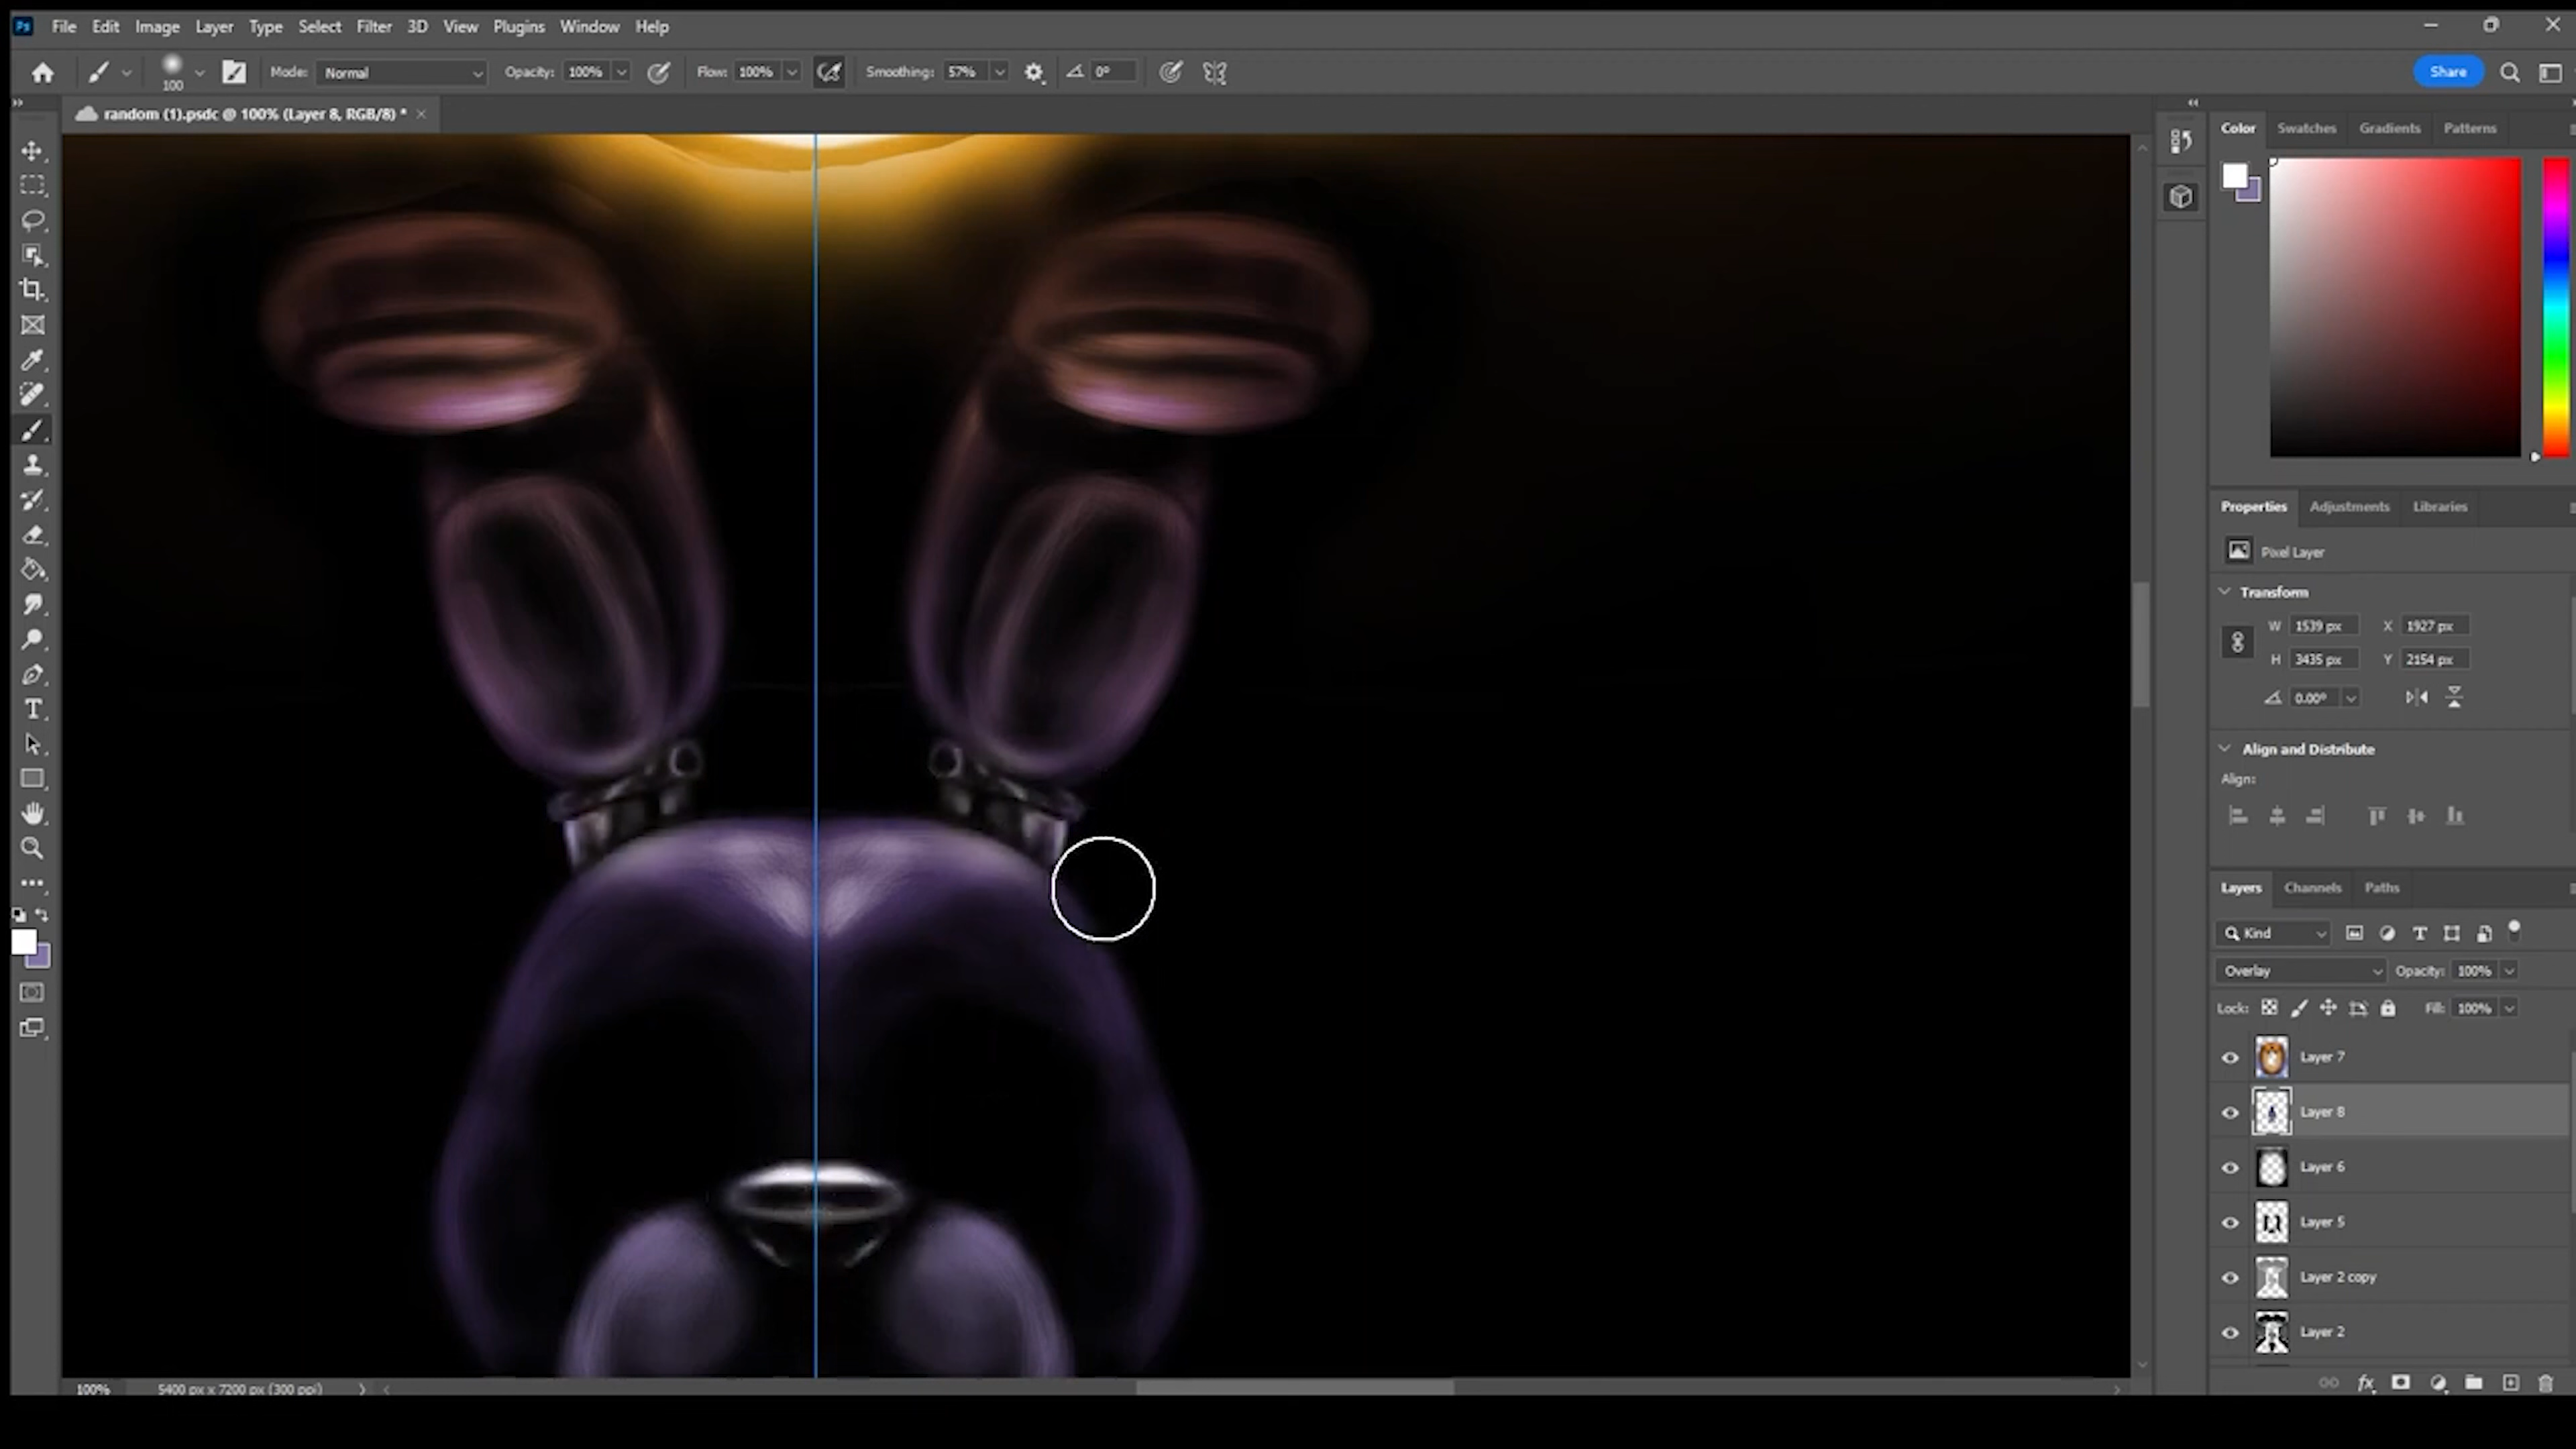 Ps File Edit Image Layer Type Select Filter 3D View Plugins Window Help
100 Mode: Normal Opacity: 100% Flow: 100% Smoothing: 57% 0° Share
random (1).psdc @ 100% (Layer 8, RGB/8) * ×
Color Swatches Gradients Patterns
Properties Adjustments Libraries
Pixel Layer
Transform
W 1539 px X 1927 px
H 3435 px Y 2154 px
0.00°
Align and Distribute
Align:
Layers Channels Paths
Kind
Overlay Opacity: 100%
Lock: Fill: 100%
Layer 7
Layer 8
Layer 6
Layer 5
Layer 2 copy
Layer 2
100% 5400 px x 7200 px (300 ppi)